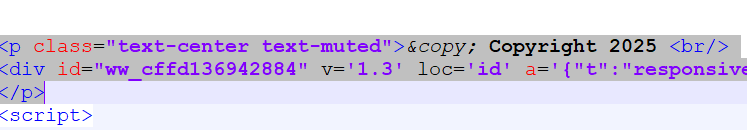 <p class="text-center text-muted">&copy; Copyright 2025 <br/>
<div id="ww_cffd136942884" v='1.3' loc='id' a='{"t":"responsive
</p>
<script>